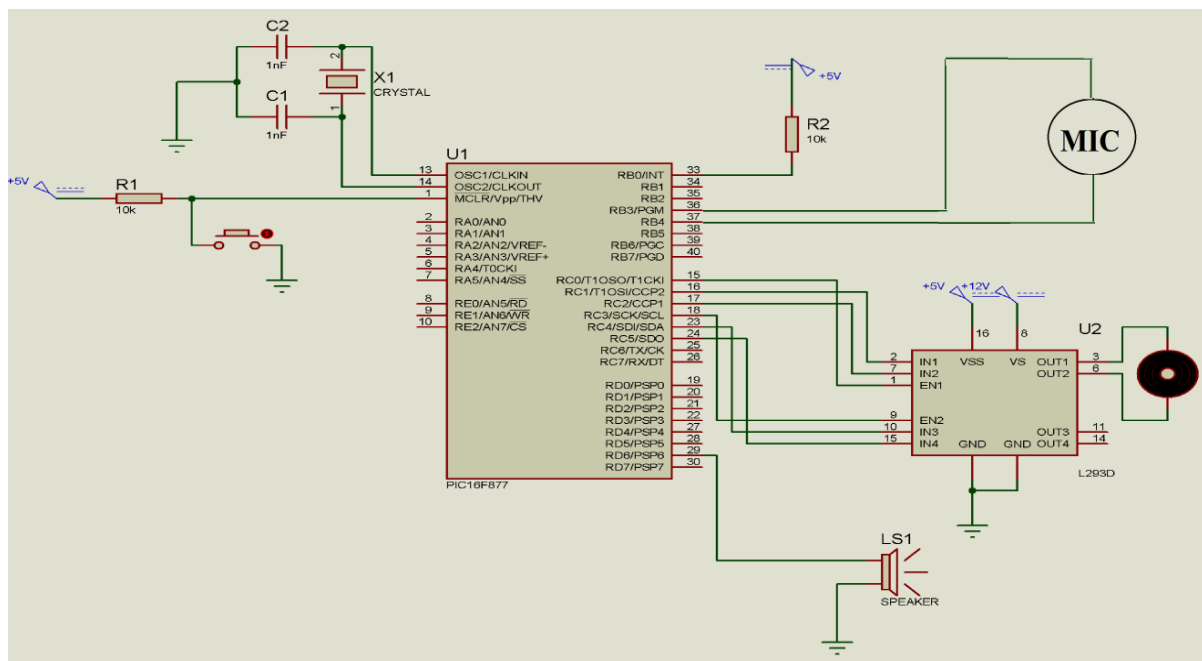 C2
1nF
C1
1nF
2
1
X1
CRYSTAL
+5V
R1
10k
+5V
R2
10k
MIC
U1
13 OSC1/CLKIN
14 OSC2/CLKOUT
1 MCLR/Vpp/THV
2 RA0/AN0
3 RA1/AN1
4 RA2/AN2/VREF-
5 RA3/AN3/VREF+
6 RA4/T0CKI
7 RA5/AN4/SS
8 RE0/AN5/RD
9 RE1/AN6/WR
10 RE2/AN7/CS
RB0/INT 33
RB1 34
RB2 35
RB3/PGM 36
RB4 37
RB5 38
RB6/PGC 39
RB7/PGD 40
RC0/T1OSO/T1CKI 15
RC1/T1OSI/CCP2 16
RC2/CCP1 17
RC3/SCK/SCL 18
RC4/SDI/SDA 23
RC5/SDO 24
RC6/TX/CK 25
RC7/RX/DT 26
RD0/PSP0 19
RD1/PSP1 20
RD2/PSP2 21
RD3/PSP3 22
RD4/PSP4 27
RD5/PSP5 28
RD6/PSP6 29
RD7/PSP7 30
PIC16F877
+5V +12V
16 8
U2
VSS VS
2 IN1
7 IN2
1 EN1
9 EN2
10 IN3
15 IN4
OUT1 3
OUT2 6
OUT3 11
OUT4 14
GND GND
L293D
LS1
SPEAKER